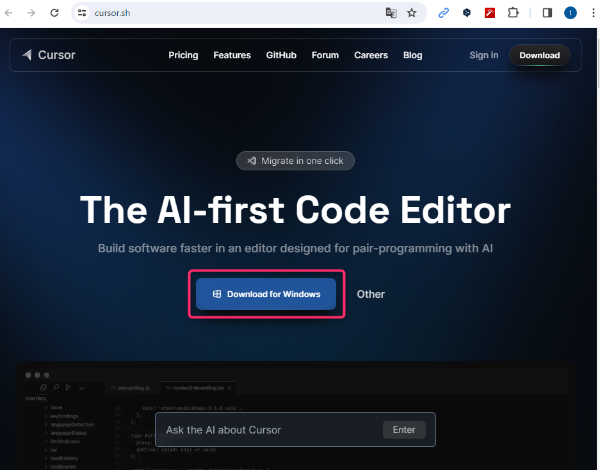 cursor.sh
t
Cursor
Pricing Features GitHub Forum Careers Blog Sign in Download
Migrate in one click
The AI-first Code Editor
Build software faster in an editor designed for pair-programming with AI
Download for Windows Other
Ask the AI about Cursor Enter